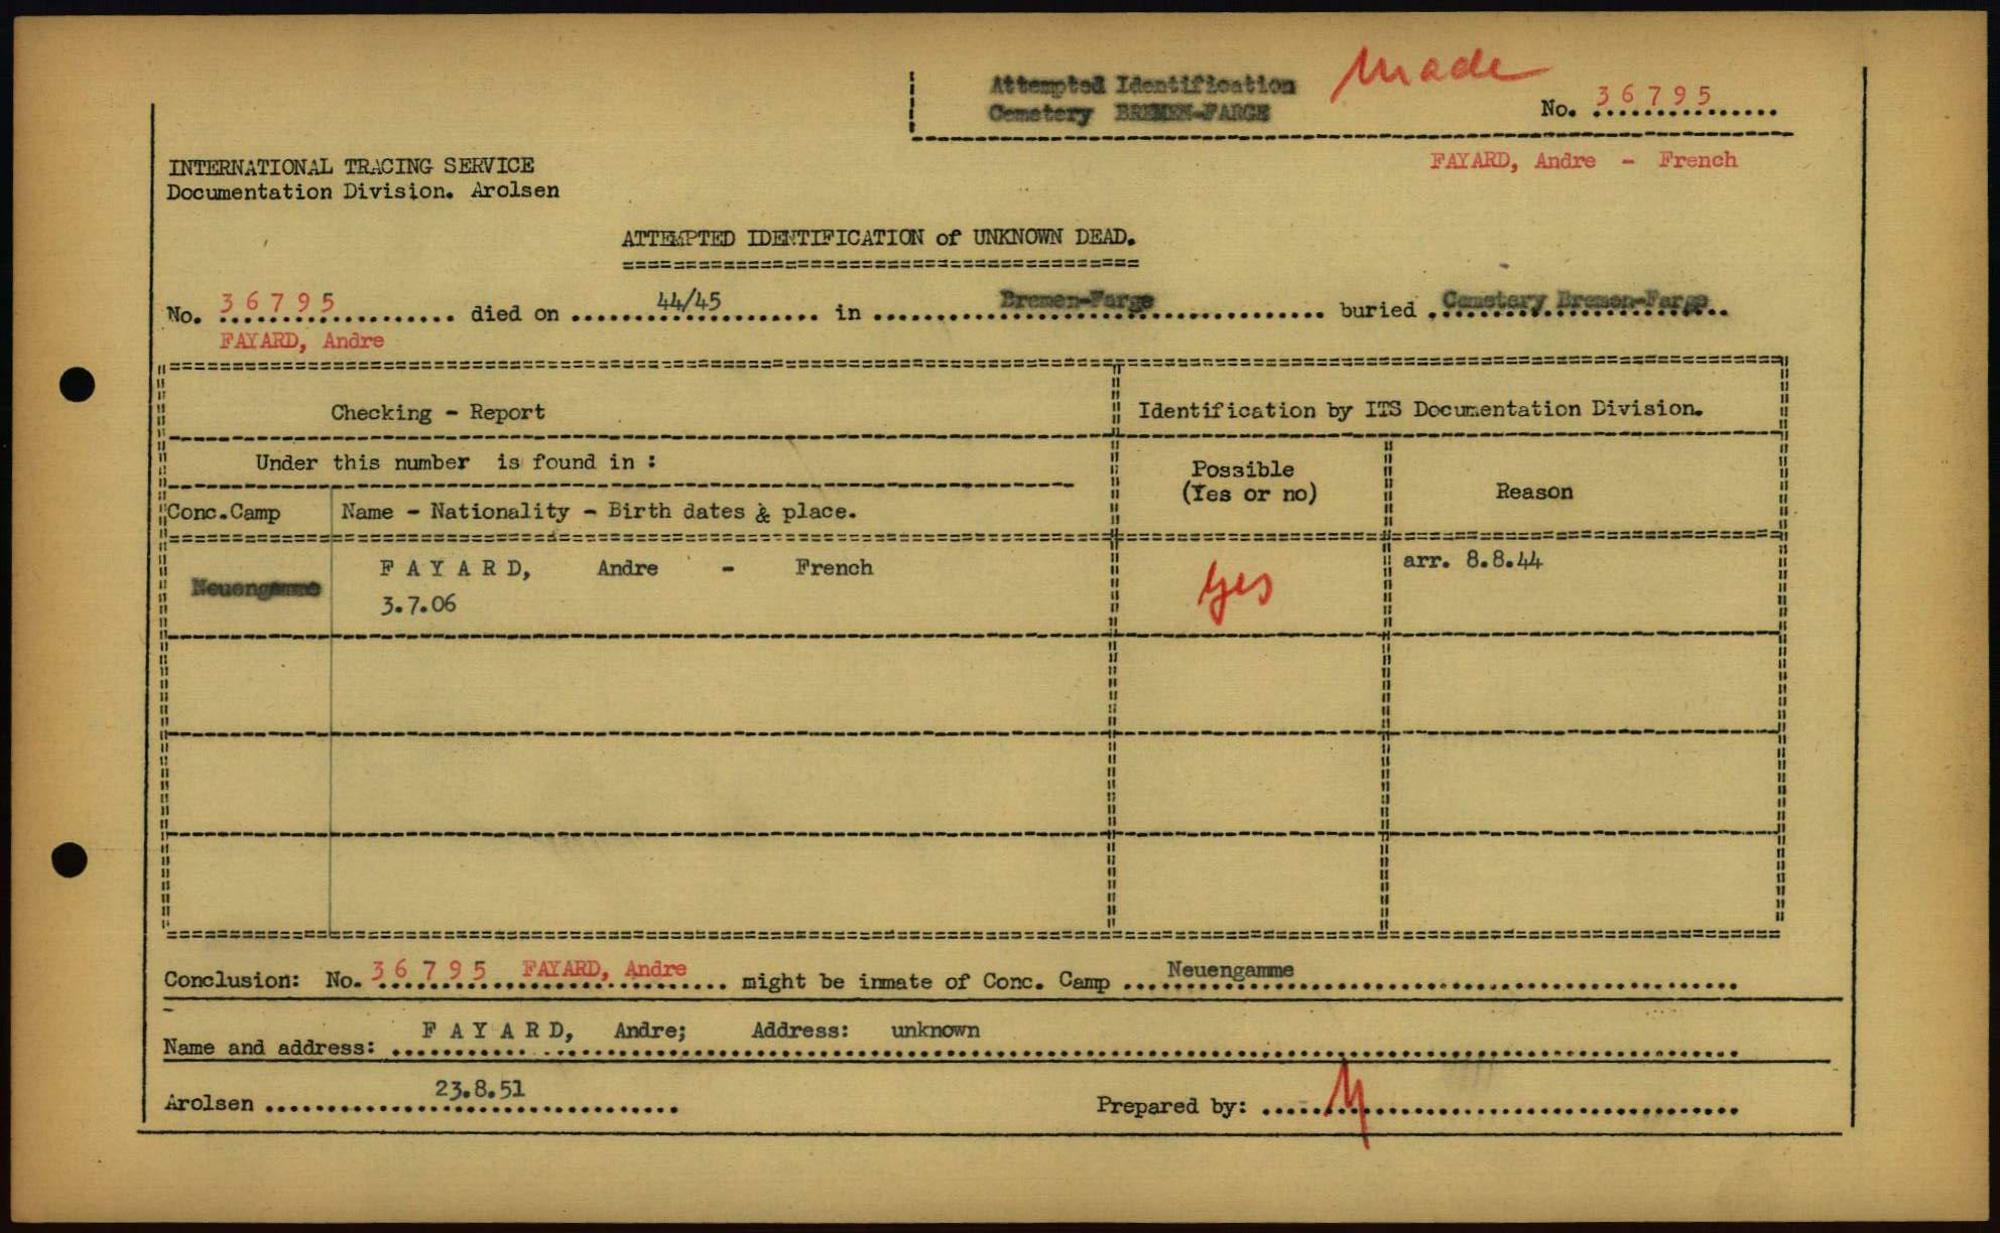 Attempted Identification made
Cemetery BREMEN-FARGE No. 36795
INTERNATIONAL TRACING SERVICE FAYARD, Andre - French
Documentation Division. Arolsen
ATTEMPTED IDENTIFICATION of UNKNOWN DEAD.
No. 36795 died on 44/45 in Bremen-Farge buried Cemetery Bremen-Farge
FAYARD, Andre
Checking - Report Identification by ITS Documentation Division.
Under this number is found in :
Possible
(Yes or no) Reason
Conc.Camp Name - Nationality - Birth dates & place.
Neuengamme F A Y A R D, Andre - French yes arr. 8.8.44
3.7.06
Conclusion: No. 36795 FAYARD, Andre might be inmate of Conc. Camp Neuengamme
Name and address: F A Y A R D, Andre; Address: unknown
Arolsen 23.8.51 Prepared by: